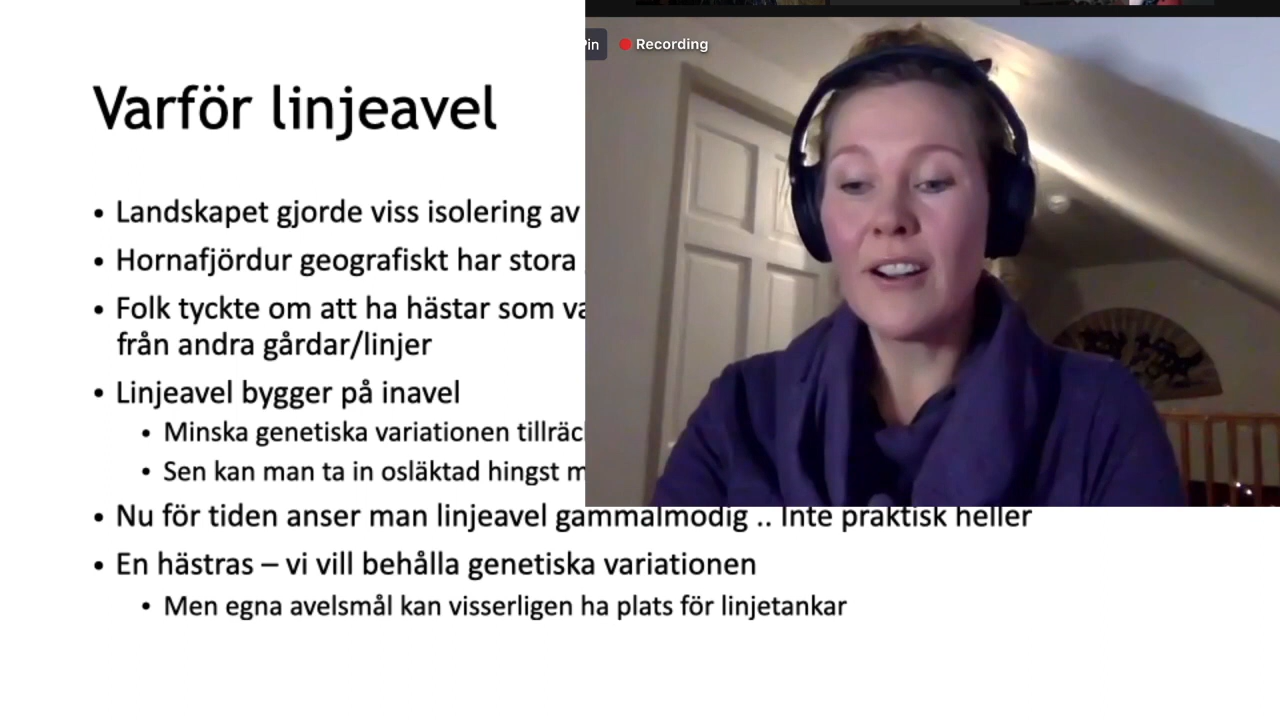 in
Recording
Varför linjeavel
• Landskapet gjorde viss isolering av
• Hornafjördur geografiskt har stora
• Folk tyckte om att ha hästar som
från andra gårdar/linjer
• Linjeavel bygger på inavel
• Minska genetiska variationen
• Sen kan man ta in osläktad hingst
• Nu för tiden anser man linjeavel gammalmodig .. Inte praktisk heller
• En hästras – vi vill behålla genetiska variationen
• Men egna avelsmål kan visserligen ha plats för linjetankar